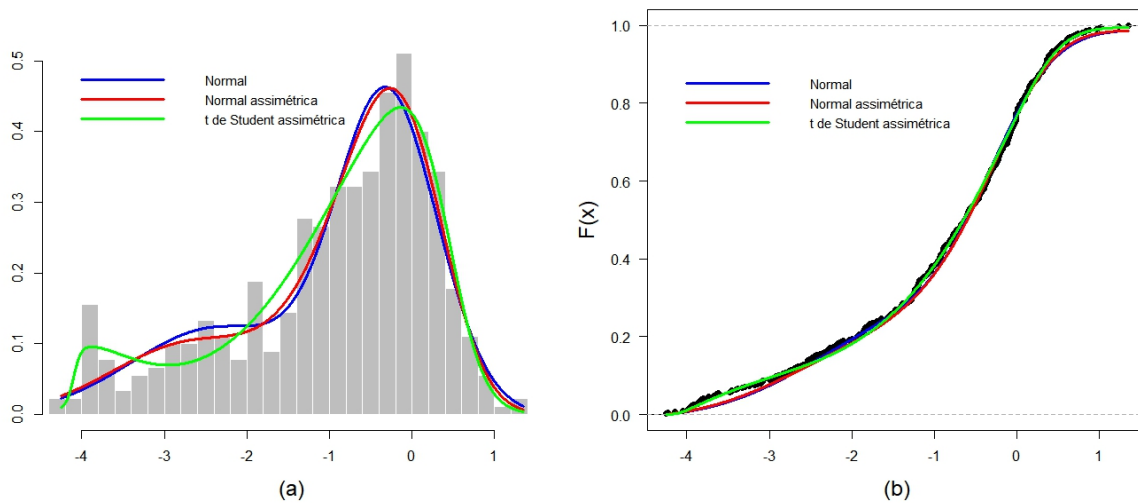 0.5
0.4
0.3
0.2
0.1
0.0
Normal
Normal assimétrica
t de Student assimétrica
-4 -3 -2 -1 0 1
(a)
F(x)
1.0
0.8
0.6
0.4
0.2
0.0
Normal
Normal assimétrica
t de Student assimétrica
-4 -3 -2 -1 0 1
(b)